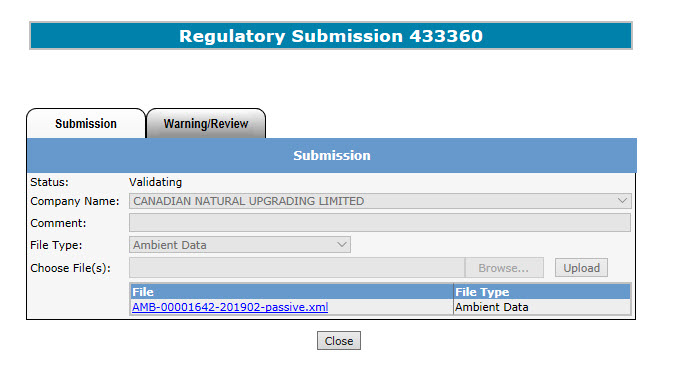 Regulatory Submission 433360
Submission Warning/Review
Submission
Status: Validating
Company Name: CANADIAN NATURAL UPGRADING LIMITED
Comment:
File Type: Ambient Data
Choose File(s): Browse... Upload
File File Type
AMB-00001642-201902-passive.xml Ambient Data
Close